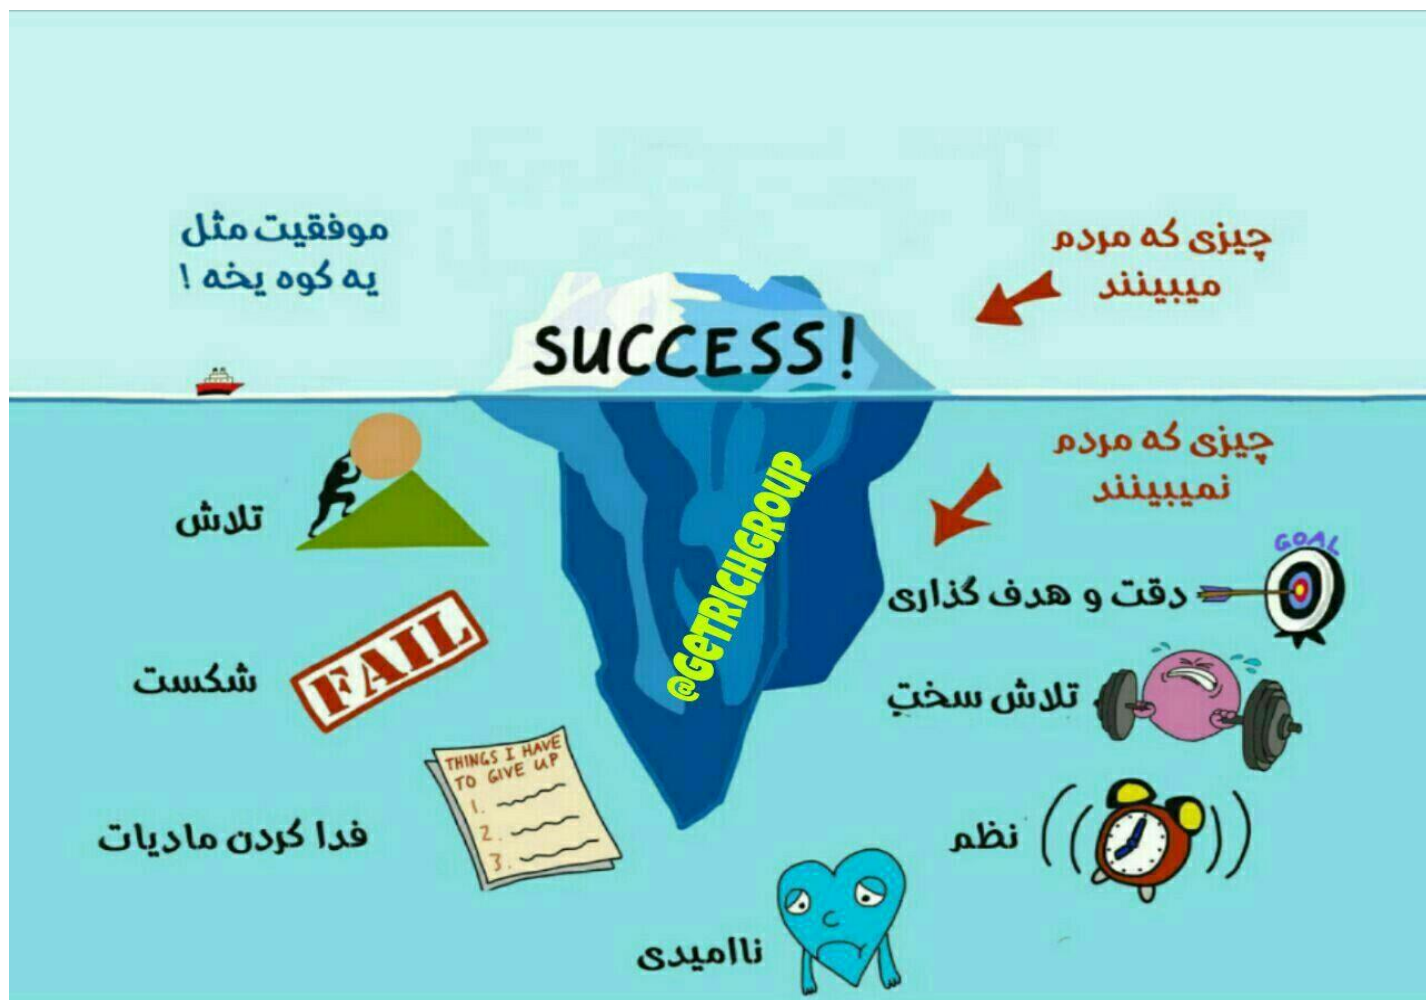 موفقیت مثل
یه کوه یخه !
چیزی که مردم
میبینند
SUCCESS!
چیزی که مردم
نمیبینند
تلاش
GOAL
دقت و هدف گذاری
@GETRICHGROUP
شکست
FAIL
تلاش سخت
THINGS I HAVE
TO GIVE UP
1.
2.
3.
فدا کردن مادیات
نظم
ناامیدی